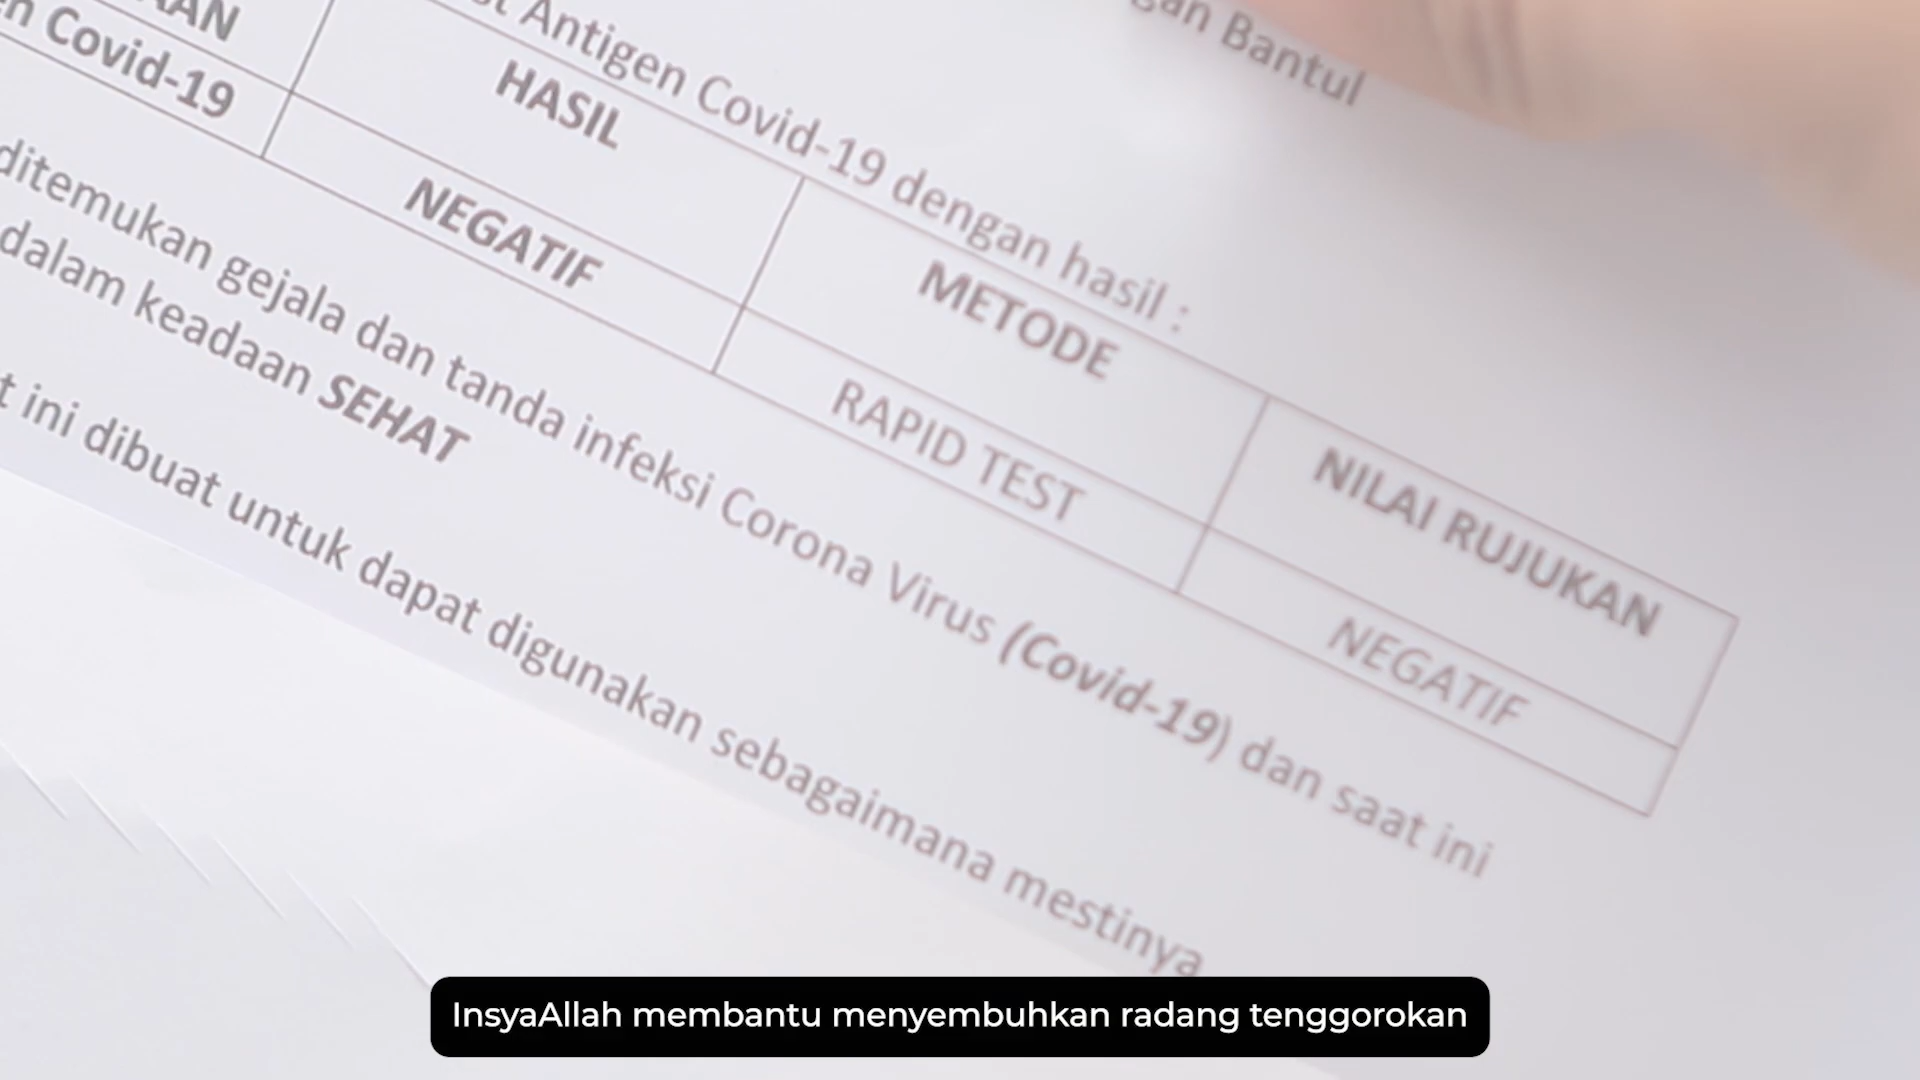 Bantul
Antigen Covid-19 dengan hasil :
HASIL METODE NILAI RUJUKAN
Covid-19 NEGATIF RAPID TEST NEGATIF
ditemukan gejala dan tanda infeksi Corona Virus (Covid-19) dan saat ini
dalam keadaan SEHAT
ini dibuat untuk dapat digunakan sebagaimana mestinya
InsyaAllah membantu menyembuhkan radang tenggorokan